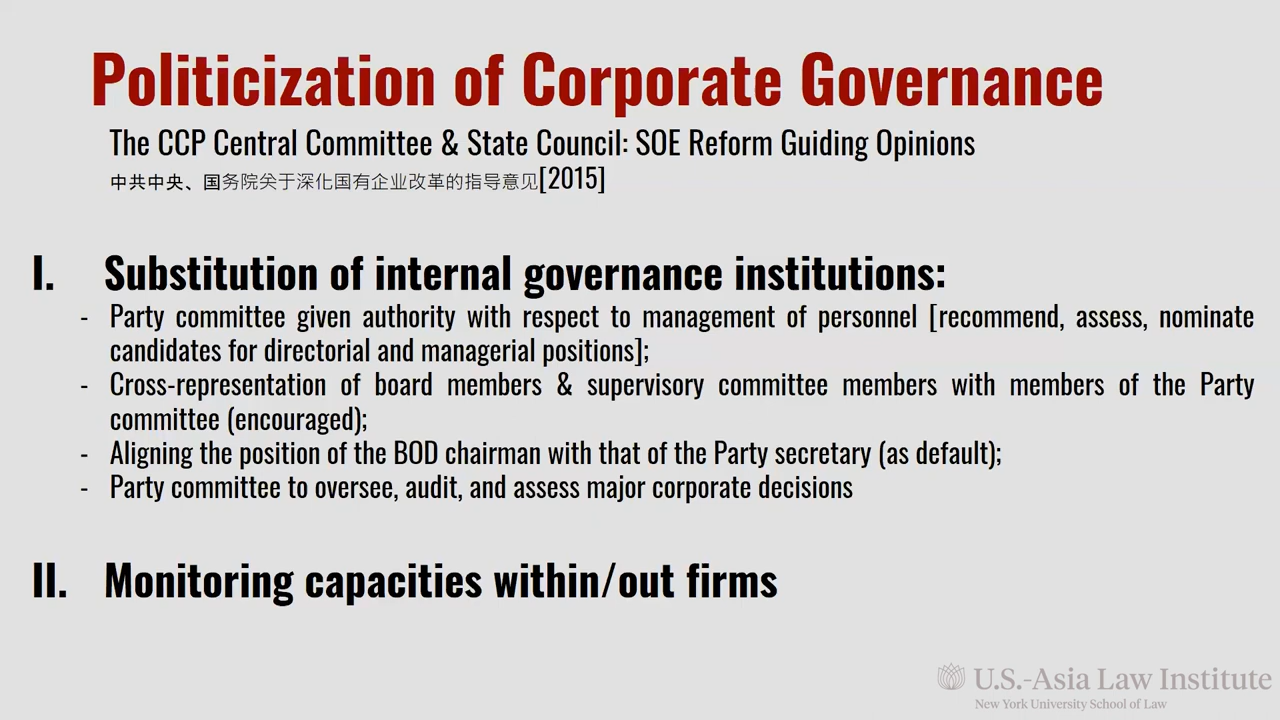 Politicization of Corporate Governance
The CCP Central Committee & State Council: SOE Reform Guiding Opinions
中共中央、国务院关于深化国有企业改革的指导意见[2015]
I. Substitution of internal governance institutions:
- Party committee given authority with respect to management of personnel [recommend, assess, nominate
candidates for directorial and managerial positions];
- Cross-representation of board members & supervisory committee members with members of the Party
committee (encouraged);
- Aligning the position of the BOD chairman with that of the Party secretary (as default);
- Party committee to oversee, audit, and assess major corporate decisions
II. Monitoring capacities within/out firms
U.S.-Asia Law Institute
New York University School of Law